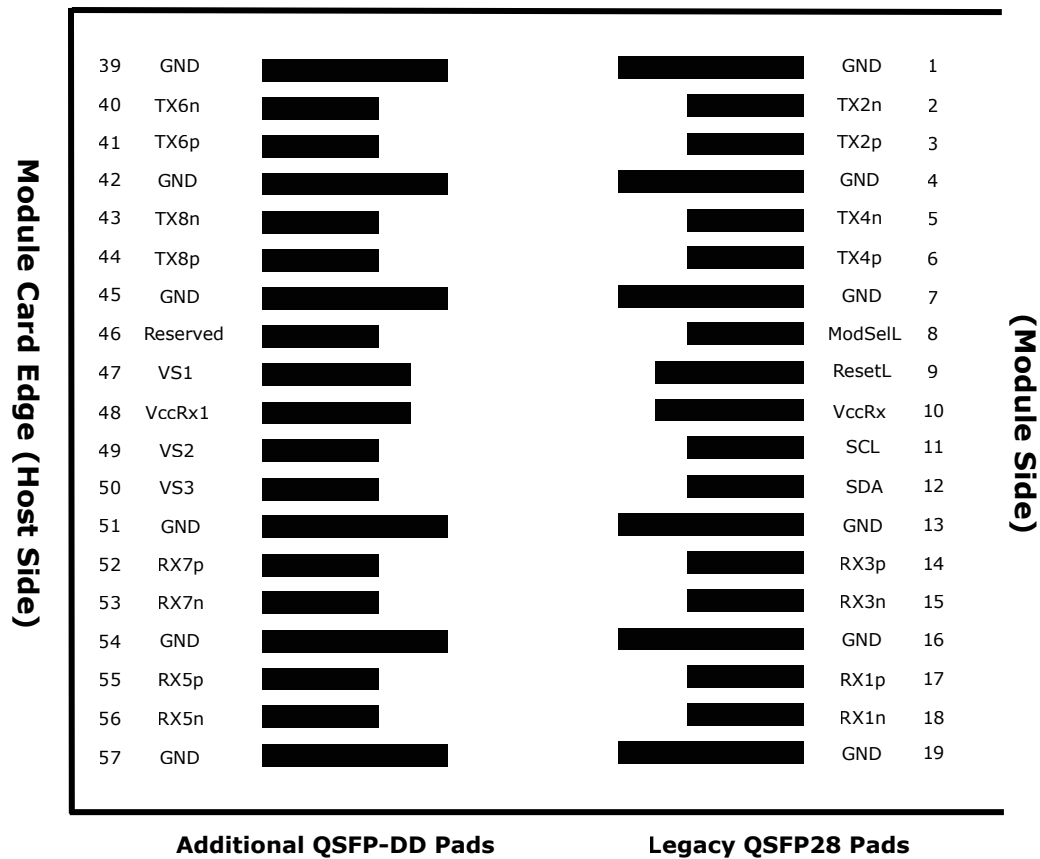 39 GND GND 1
40 TX6n TX2n 2
41 TX6p TX2p 3
42 GND GND 4
43 TX8n TX4n 5
44 TX8p TX4p 6
45 GND GND 7
46 Reserved ModSelL 8
47 VS1 ResetL 9
48 VccRx1 VccRx 10
49 VS2 SCL 11
50 VS3 SDA 12
51 GND GND 13
52 RX7p RX3p 14
53 RX7n RX3n 15
54 GND GND 16
55 RX5p RX1p 17
56 RX5n RX1n 18
57 GND GND 19
Module Card Edge (Host Side)
(Module Side)
Additional QSFP-DD Pads
Legacy QSFP28 Pads